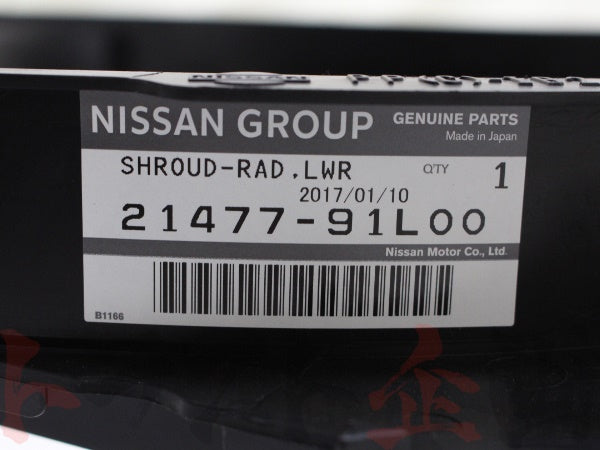 NISSAN GROUP
GENUINE PARTS
Made in Japan
SHROUD-RAD.LWR
Q'TY 1
2017/01/10
21477-91L00
Nissan Motor Co., Ltd.
B1166